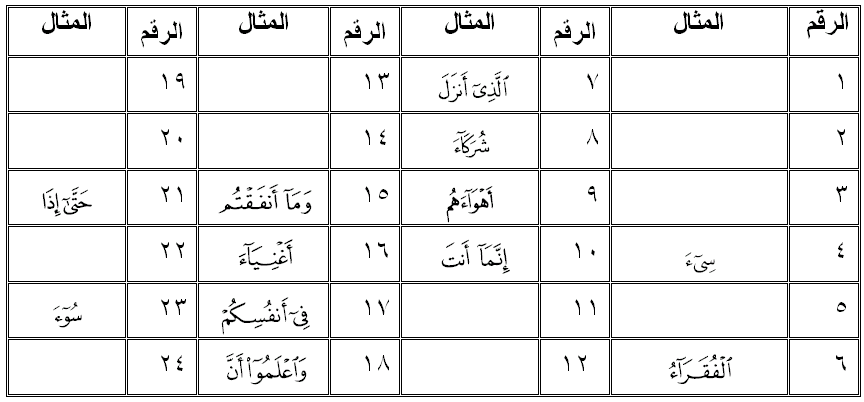 الرقم المثال الرقم المثال الرقم المثال الرقم المثال
١ ٧ ٱلَّذِىٓ أَنزَلَ ١٣ ١٩
٢ ٨ شُرَكَآءَ ١٤ ٢٠
٣ ٩ أَهْوَآءَهُم ١٥ وَمَآ أَنفَقْتُم ٢١ حَتَّىٰٓ إِذَا
٤ سِىٓءَ ١٠ إِنَّمَآ أَنتَ ١٦ أَغْنِيَآءَ ٢٢
٥ ١١ ١٧ فِىٓ أَنفُسِكُمْ ٢٣ سُوٓءَ
٦ ٱلْفُقَرَآءُ ١٢ ١٨ وَٱعْلَمُوٓا۟ أَنَّ ٢٤